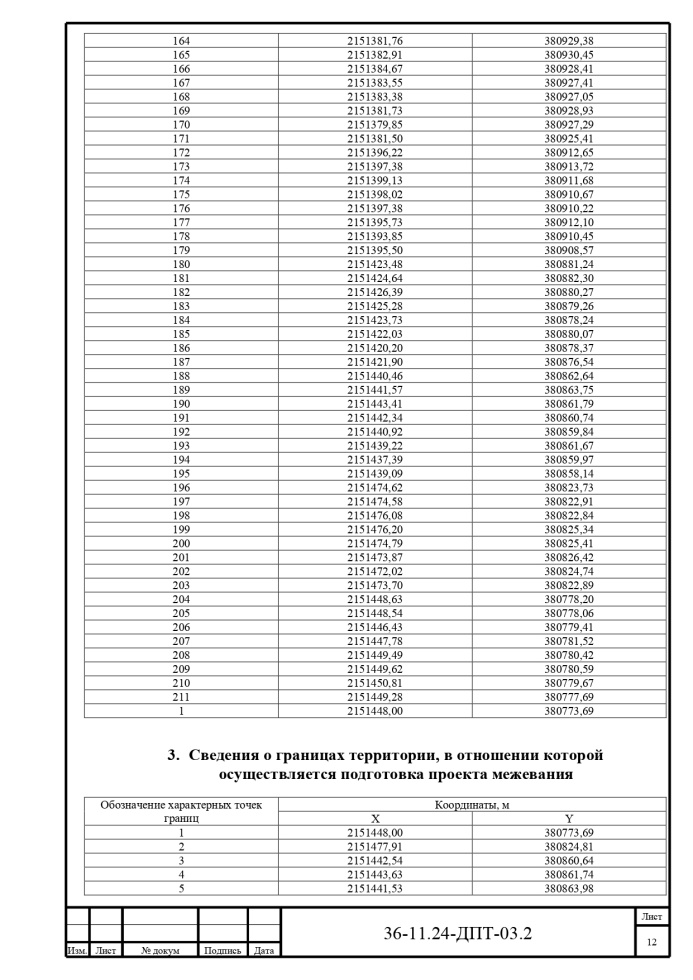 164 2151381,76 380929,38
165 2151382,91 380930,45
166 2151384,67 380928,41
167 2151383,55 380927,41
168 2151383,38 380927,05
169 2151381,73 380928,93
170 2151379,85 380927,29
171 2151381,50 380925,41
172 2151396,22 380912,65
173 2151397,38 380913,72
174 2151399,13 380911,68
175 2151398,02 380910,67
176 2151397,38 380910,22
177 2151395,73 380912,10
178 2151393,85 380910,45
179 2151395,50 380908,57
180 2151423,48 380881,24
181 2151424,64 380882,30
182 2151426,39 380880,27
183 2151425,28 380879,26
184 2151423,73 380878,24
185 2151422,03 380880,07
186 2151420,20 380878,37
187 2151421,90 380876,54
188 2151440,46 380862,64
189 2151441,57 380863,75
190 2151443,41 380861,79
191 2151442,34 380860,74
192 2151440,92 380859,84
193 2151439,22 380861,67
194 2151437,39 380859,97
195 2151439,09 380858,14
196 2151474,62 380823,73
197 2151474,58 380822,91
198 2151476,08 380822,84
199 2151476,20 380825,34
200 2151474,79 380825,41
201 2151473,87 380826,42
202 2151472,02 380824,74
203 2151473,70 380822,89
204 2151448,63 380778,20
205 2151448,54 380778,06
206 2151446,43 380779,41
207 2151447,78 380781,52
208 2151449,49 380780,42
209 2151449,62 380780,59
210 2151450,81 380779,67
211 2151449,28 380777,69
1 2151448,00 380773,69
3. Сведения о границах территории, в отношении которой
осуществляется подготовка проекта межевания
Обозначение характерных точек границ Координаты, м
X Y
1 2151448,00 380773,69
2 2151477,91 380824,81
3 2151442,54 380860,64
4 2151443,63 380861,74
5 2151441,53 380863,98
Изм. Лист № докум Подпись Дата
36-11.24-ДПТ-03.2
Лист
12